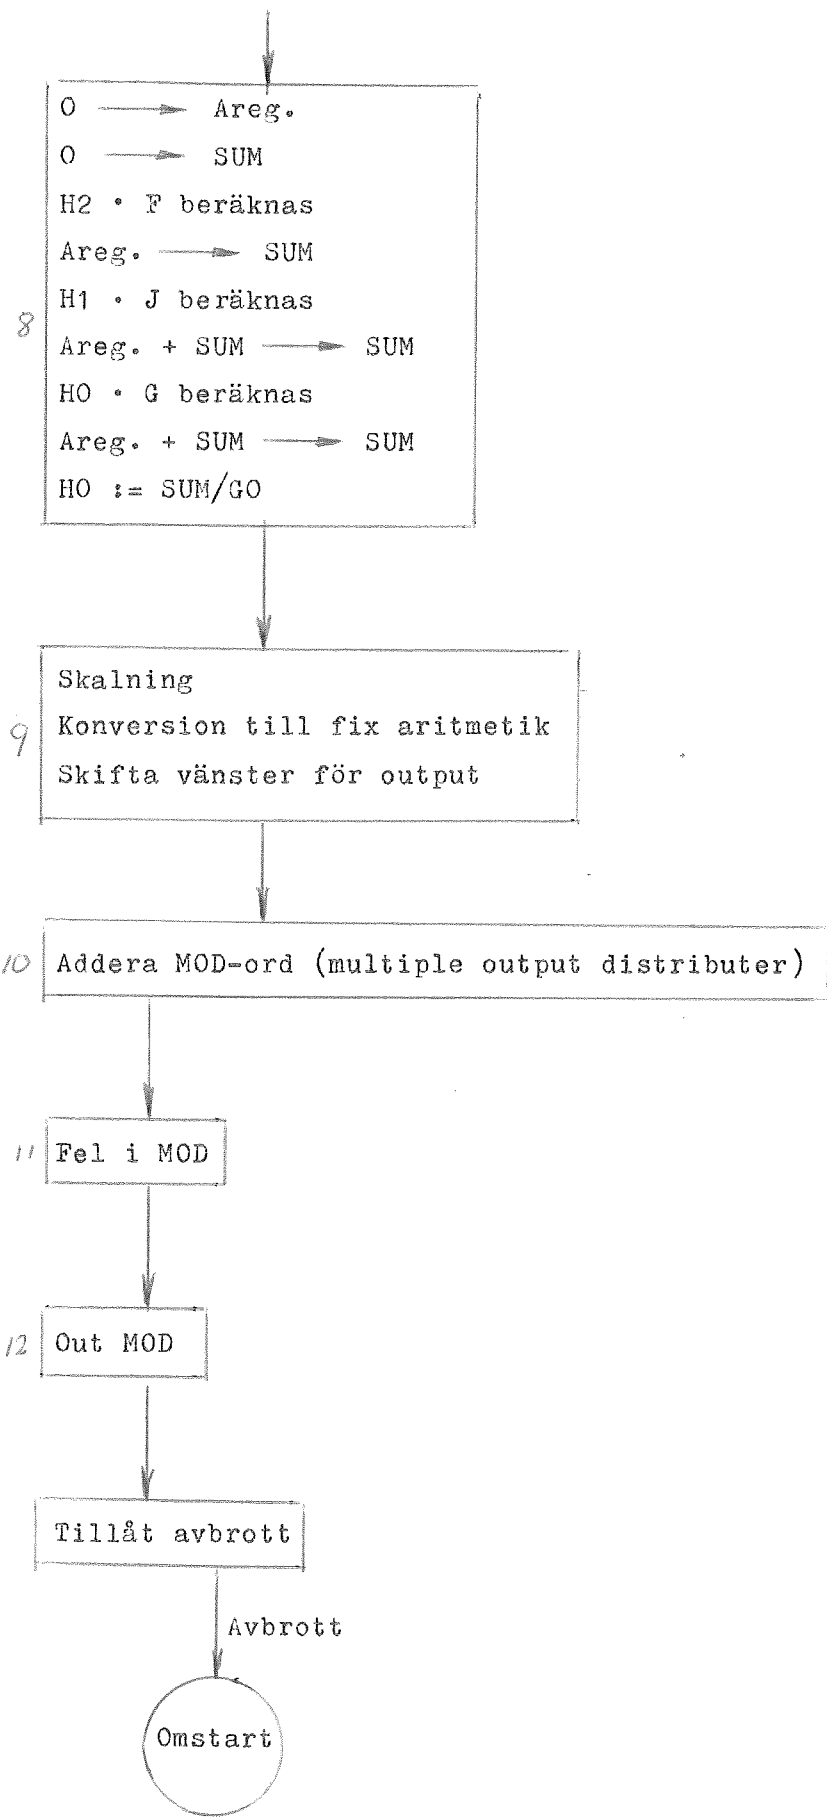 0 → Areg.
0 → SUM
H2 · F beräknas
Areg. → SUM
H1 · J beräknas
8
Areg. + SUM → SUM
H0 · G beräknas
Areg. + SUM → SUM
H0 := SUM/G0
Skalning
9
Konversion till fix aritmetik
Skifta vänster för output
10
Addera MOD-ord (multiple output distributer)
11
Fel i MOD
12
Out MOD
Tillåt avbrott
Avbrott
Omstart